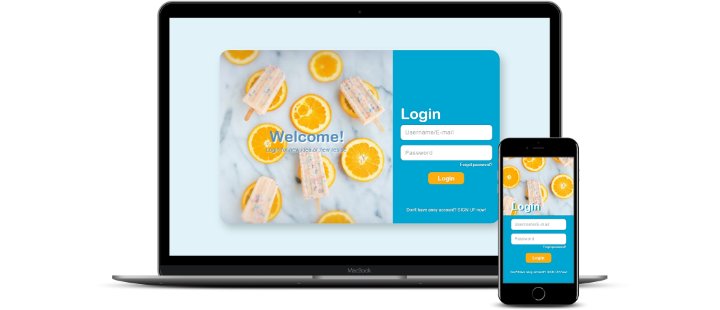 Welcome!
Login
Username/E-mail
Password
Forgot password?
Login
Don't have any account? SIGN UP now!
MacBook
Login
Username/E-mail
Password
Forgot password?
Login
Don't have any account? SIGN UP now!